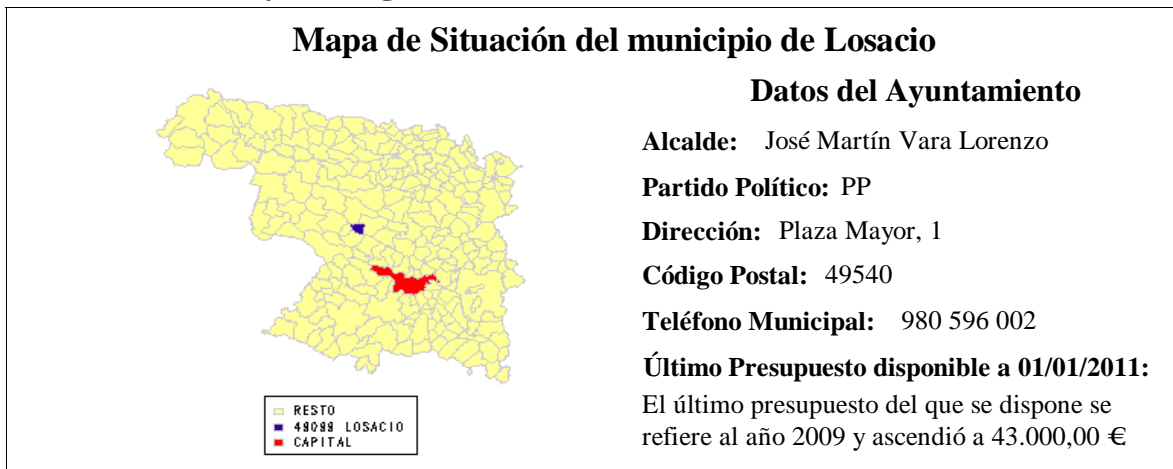 Mapa de Situación del municipio de Losacio
Datos del Ayuntamiento
Alcalde: José Martín Vara Lorenzo
Partido Político: PP
Dirección: Plaza Mayor, 1
Código Postal: 49540
Teléfono Municipal: 980 596 002
Último Presupuesto disponible a 01/01/2011:
El último presupuesto del que se dispone se
refiere al año 2009 y ascendió a 43.000,00 €
RESTO
LOSACIO
CAPITAL